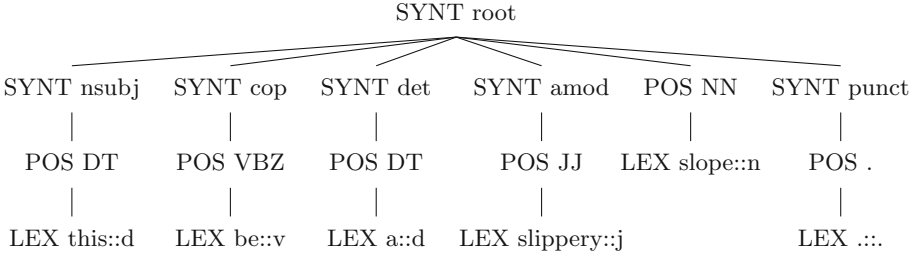 SYNT root
SYNT nsubj SYNT cop SYNT det SYNT amod POS NN SYNT punct
POS DT POS VBZ POS DT POS JJ LEX slope::n POS .
LEX this::d LEX be::v LEX a::d LEX slippery::j LEX .::.